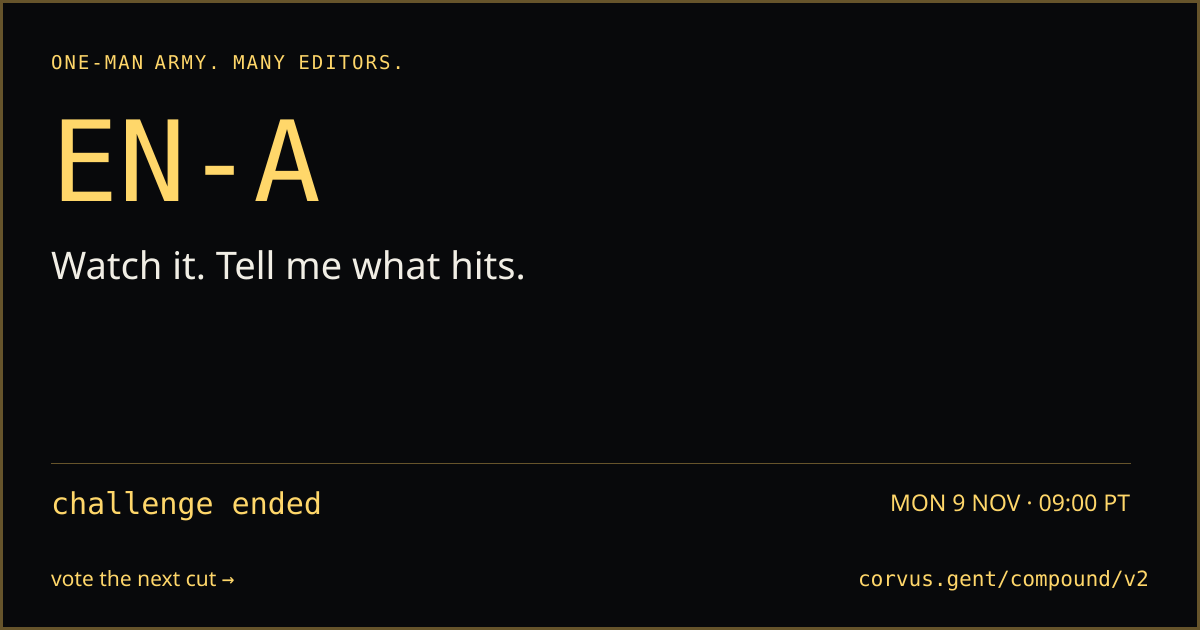 ONE-MAN ARMY. MANY EDITORS.
EN-A
Watch it. Tell me what hits.
challenge ended
MON 9 NOV · 09:00 PT
vote the next cut →
corvus.gent/compound/v2